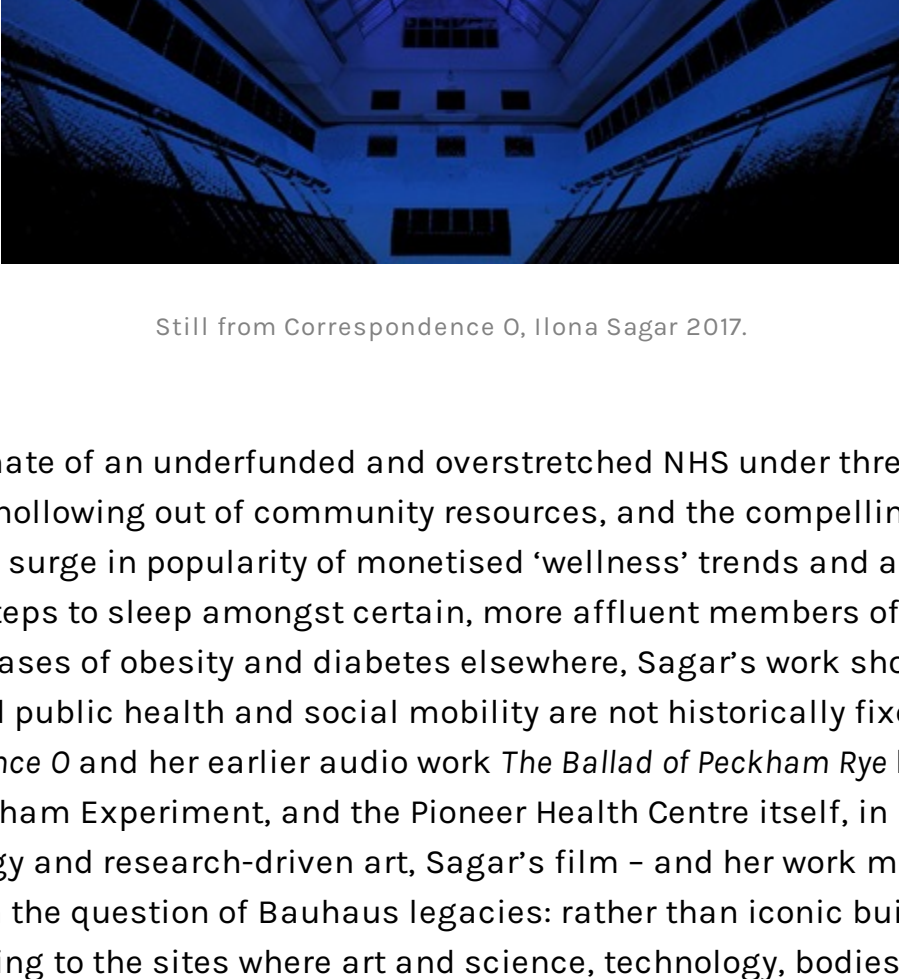 Still from Correspondence O, Ilona Sagar 2017.
ate of an underfunded and overstretched NHS under thre
hollowing out of community resources, and the compellin
surge in popularity of monetised ‘wellness’ trends and a
teps to sleep amongst certain, more affluent members of
ases of obesity and diabetes elsewhere, Sagar’s work sho
l public health and social mobility are not historically fixe
nce O and her earlier audio work The Ballad of Peckham Rye
ham Experiment, and the Pioneer Health Centre itself, in
gy and research-driven art, Sagar’s film – and her work m
the question of Bauhaus legacies: rather than iconic bui
ing to the sites where art and science, technology, bodies